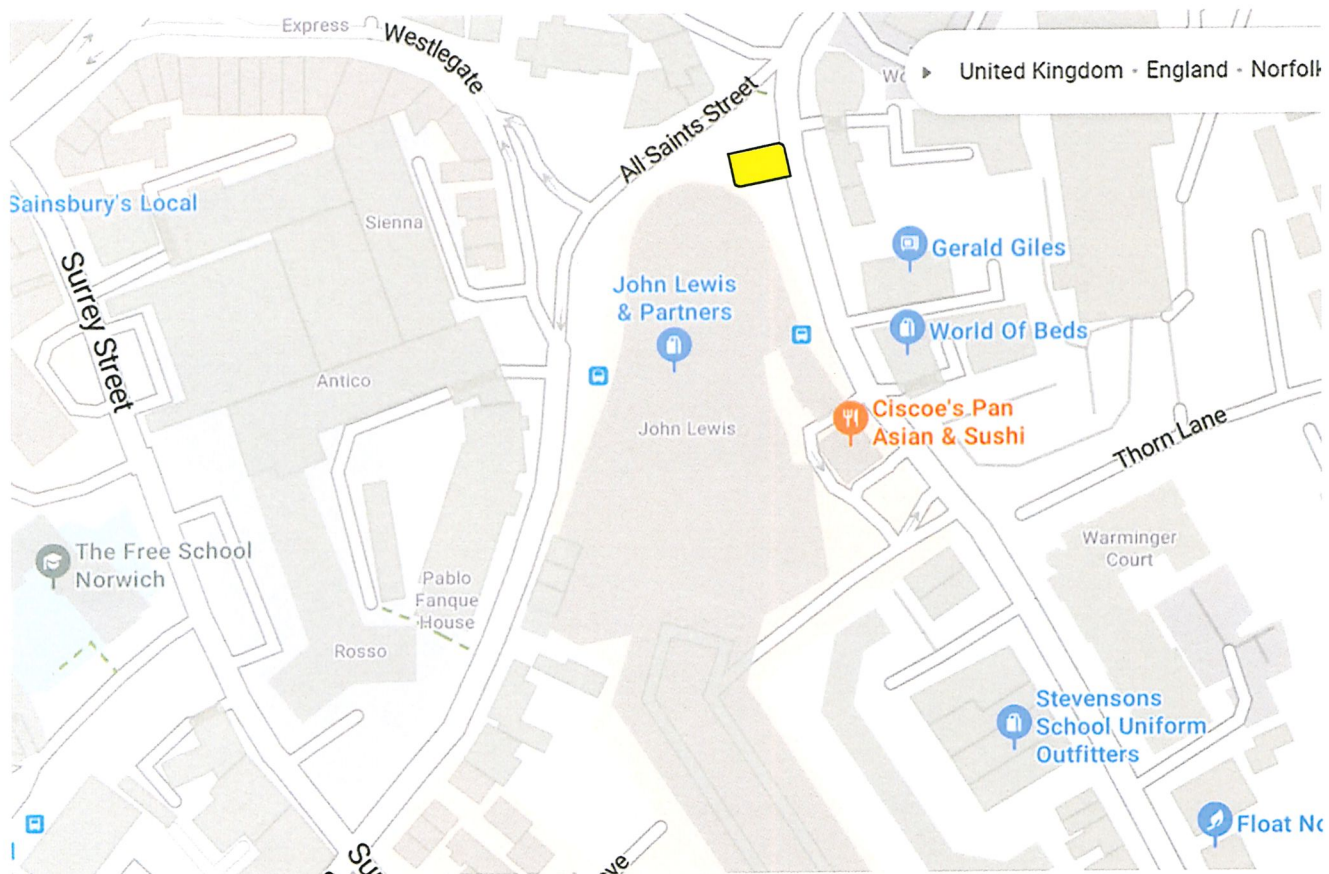 Express
Westlegate
United Kingdom - England - Norfolk
All Saints Street
Sainsbury's Local
Sienna
Gerald Giles
Surrey Street
John Lewis
& Partners
World Of Beds
Antico
John Lewis
Ciscoe's Pan
Asian & Sushi
Thorn Lane
The Free School
Norwich
Warminger
Court
Pablo
Fanque
House
Rosso
Stevensons
School Uniform
Outfitters
Float